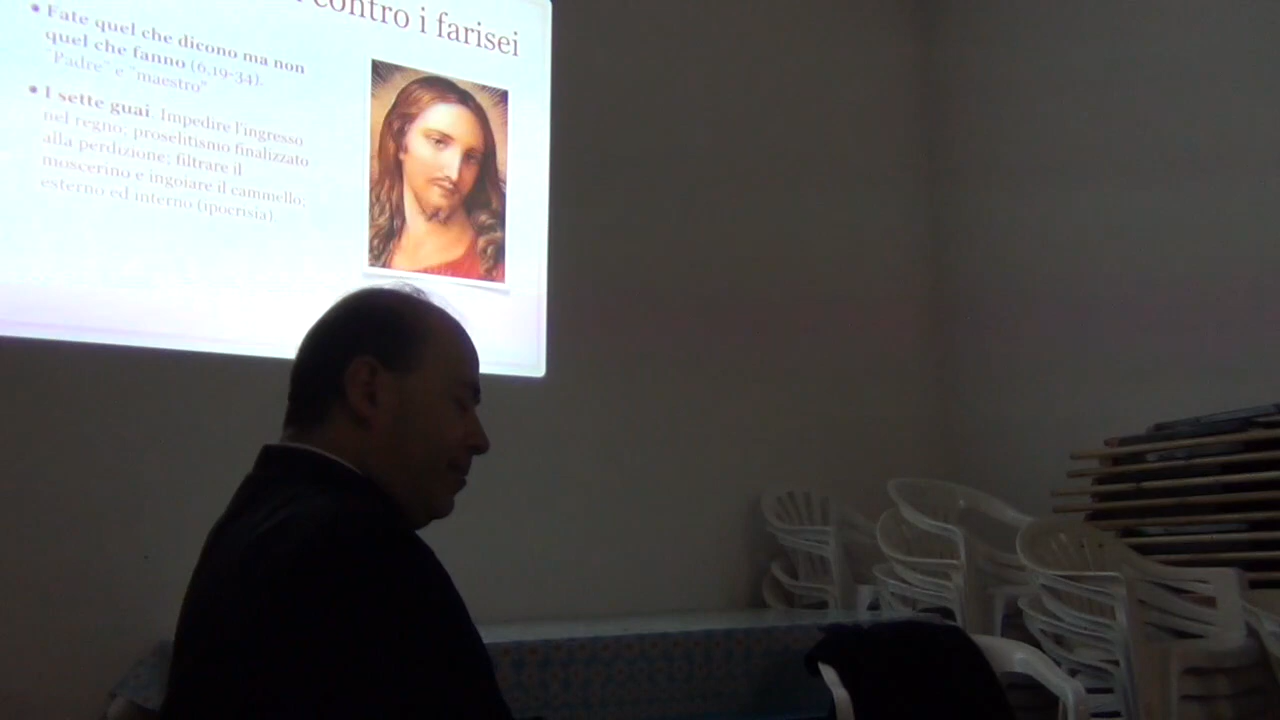 contro i farisei
• Fate quel che dicono ma non
quel che fanno (6,19-34).
"Padre" e "maestro"
• I sette guai. Impedire l'ingresso
nel regno; proselitismo finalizzato
alla perdizione; filtrare il
moscerino e ingoiare il cammello;
esterno ed interno (ipocrisia).